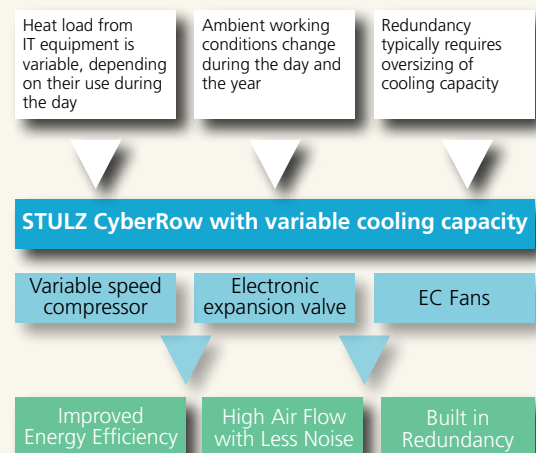 Heat load from
IT equipment is
variable, depending
on their use during
the day
Ambient working
conditions change
during the day and
the year
Redundancy
typically requires
oversizing of
cooling capacity
STULZ CyberRow with variable cooling capacity
Variable speed
compressor
Electronic
expansion valve
EC Fans
Improved
Energy Efficiency
High Air Flow
with Less Noise
Built in
Redundancy